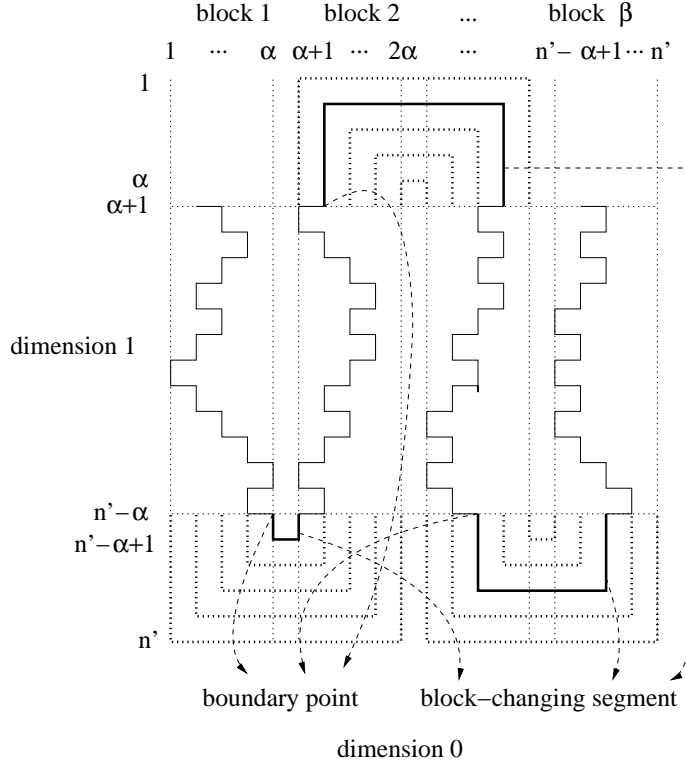 block 1 block 2 ... block β
1 ... α α+1 ... 2α ... n'− α+1 ... n'
1
α
α+1
dimension 1
n'−α
n'−α+1
n'
boundary point block−changing segment
dimension 0